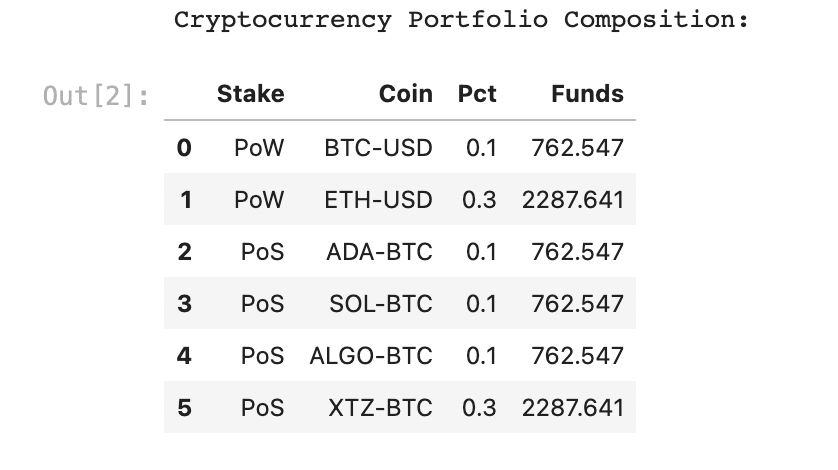 Cryptocurrency Portfolio Composition:
Out[2]:
Stake Coin Pct Funds
0 PoW BTC-USD 0.1 762.547
1 PoW ETH-USD 0.3 2287.641
2 PoS ADA-BTC 0.1 762.547
3 PoS SOL-BTC 0.1 762.547
4 PoS ALGO-BTC 0.1 762.547
5 PoS XTZ-BTC 0.3 2287.641